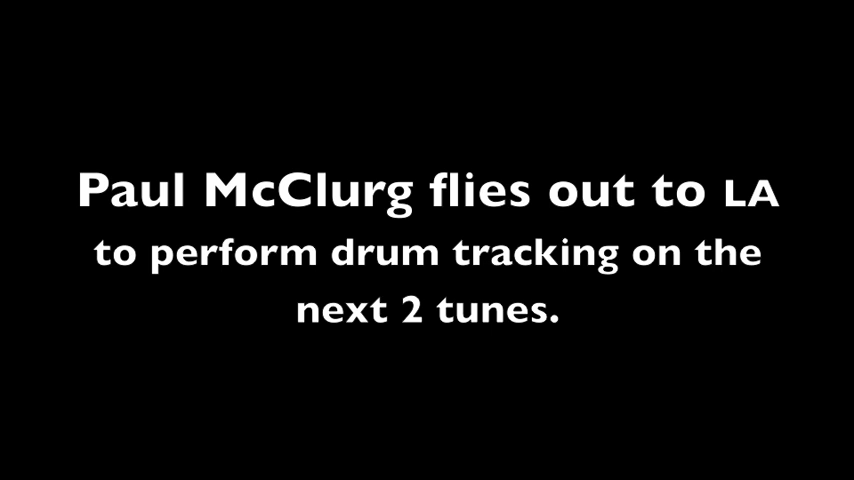 Paul McClurg flies out to LA
to perform drum tracking on the
next 2 tunes.